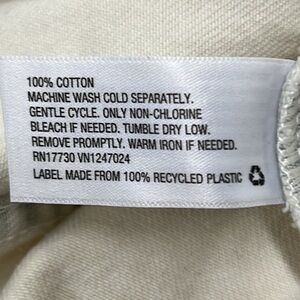 100% COTTON
MACHINE WASH COLD SEPARATELY.
GENTLE CYCLE. ONLY NON-CHLORINE
BLEACH IF NEEDED. TUMBLE DRY LOW.
REMOVE PROMPTLY. WARM IRON IF NEEDED.
RN17730 VN1247024
LABEL MADE FROM 100% RECYCLED PLASTIC